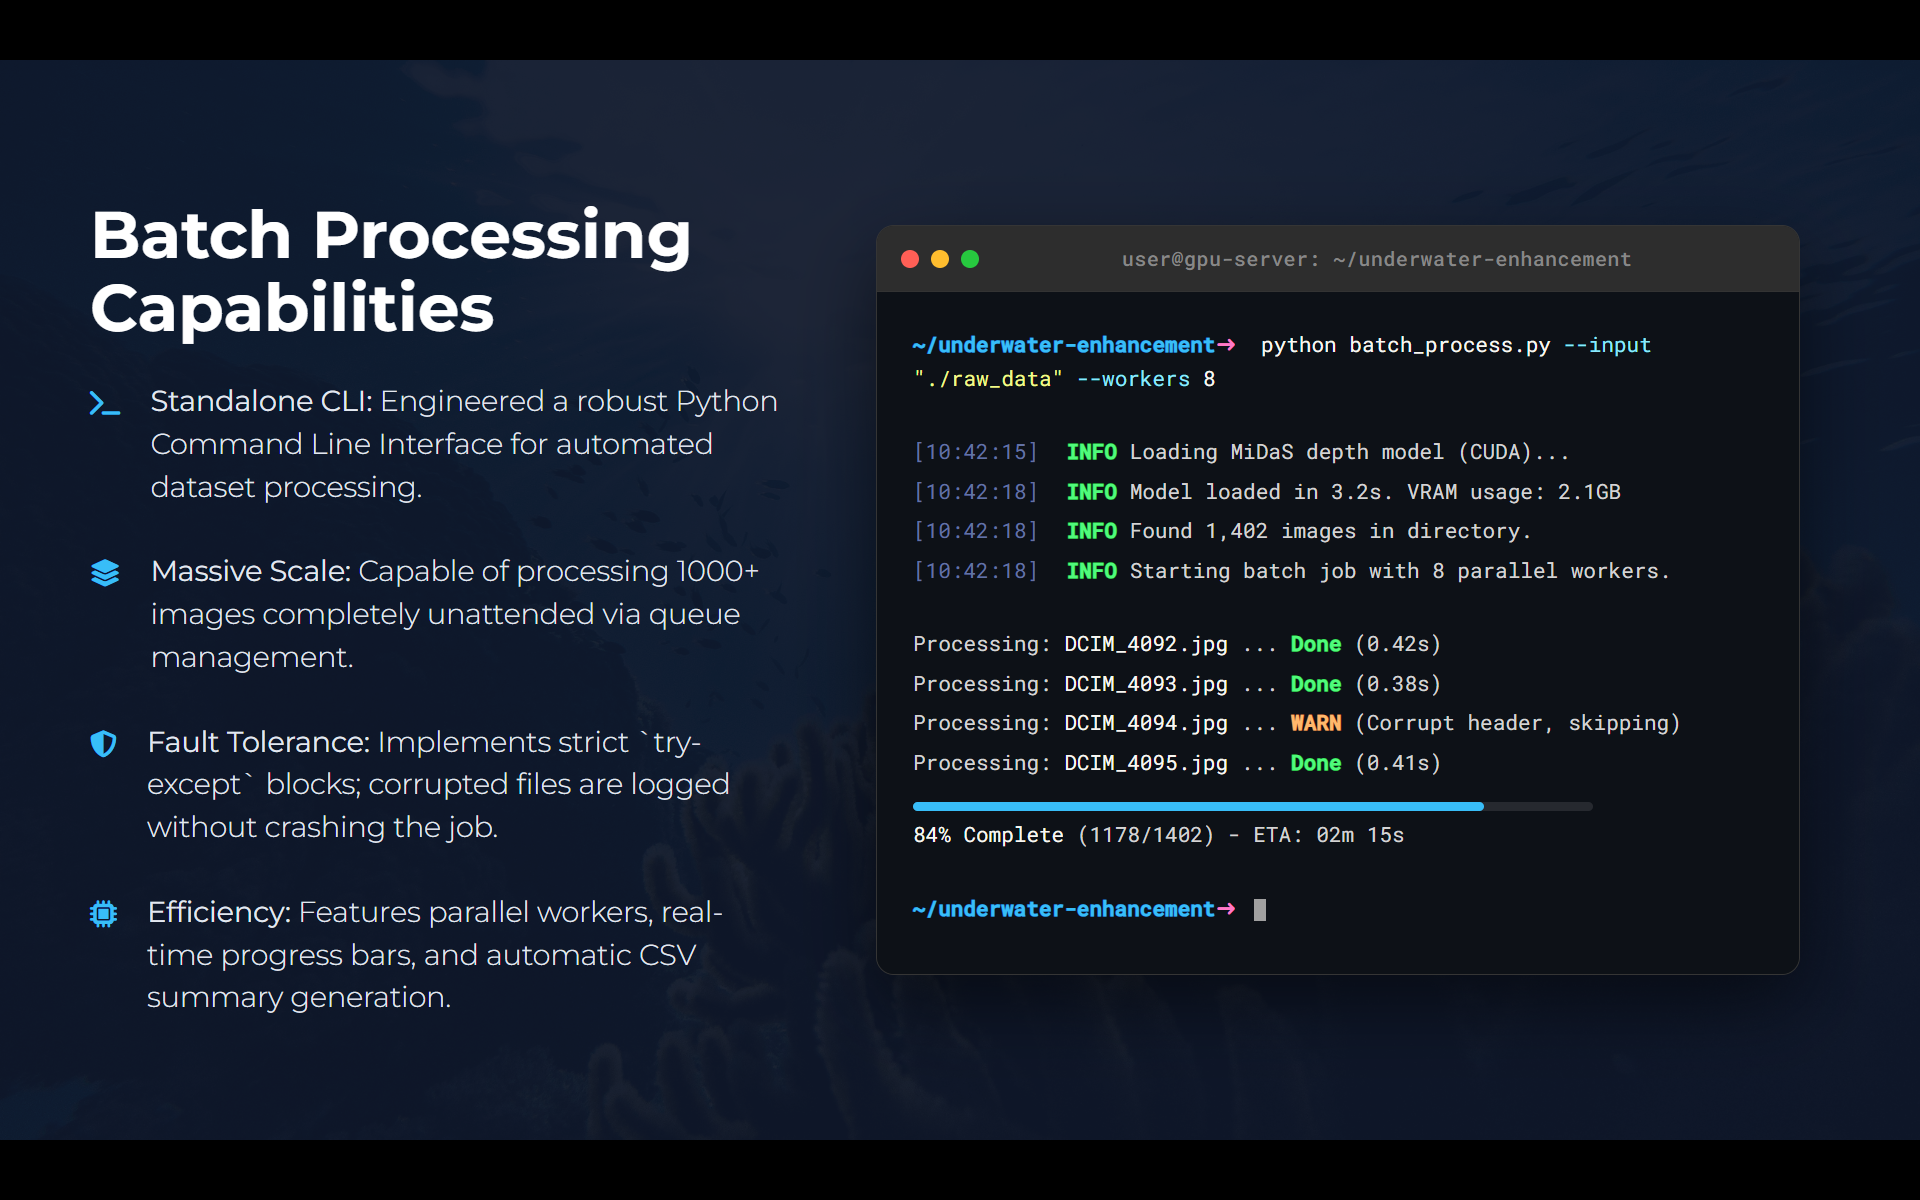 Batch Processing
Capabilities
Standalone CLI: Engineered a robust Python
Command Line Interface for automated
dataset processing.
Massive Scale: Capable of processing 1000+
images completely unattended via queue
management.
Fault Tolerance: Implements strict `try-
except` blocks; corrupted files are logged
without crashing the job.
Efficiency: Features parallel workers, real-
time progress bars, and automatic CSV
summary generation.
user@gpu-server: ~/underwater-enhancement
~/underwater-enhancement➜ python batch_process.py --input
"./raw_data" --workers 8
[10:42:15] INFO Loading MiDaS depth model (CUDA)...
[10:42:18] INFO Model loaded in 3.2s. VRAM usage: 2.1GB
[10:42:18] INFO Found 1,402 images in directory.
[10:42:18] INFO Starting batch job with 8 parallel workers.
Processing: DCIM_4092.jpg ... Done (0.42s)
Processing: DCIM_4093.jpg ... Done (0.38s)
Processing: DCIM_4094.jpg ... WARN (Corrupt header, skipping)
Processing: DCIM_4095.jpg ... Done (0.41s)
84% Complete (1178/1402) - ETA: 02m 15s
~/underwater-enhancement➜